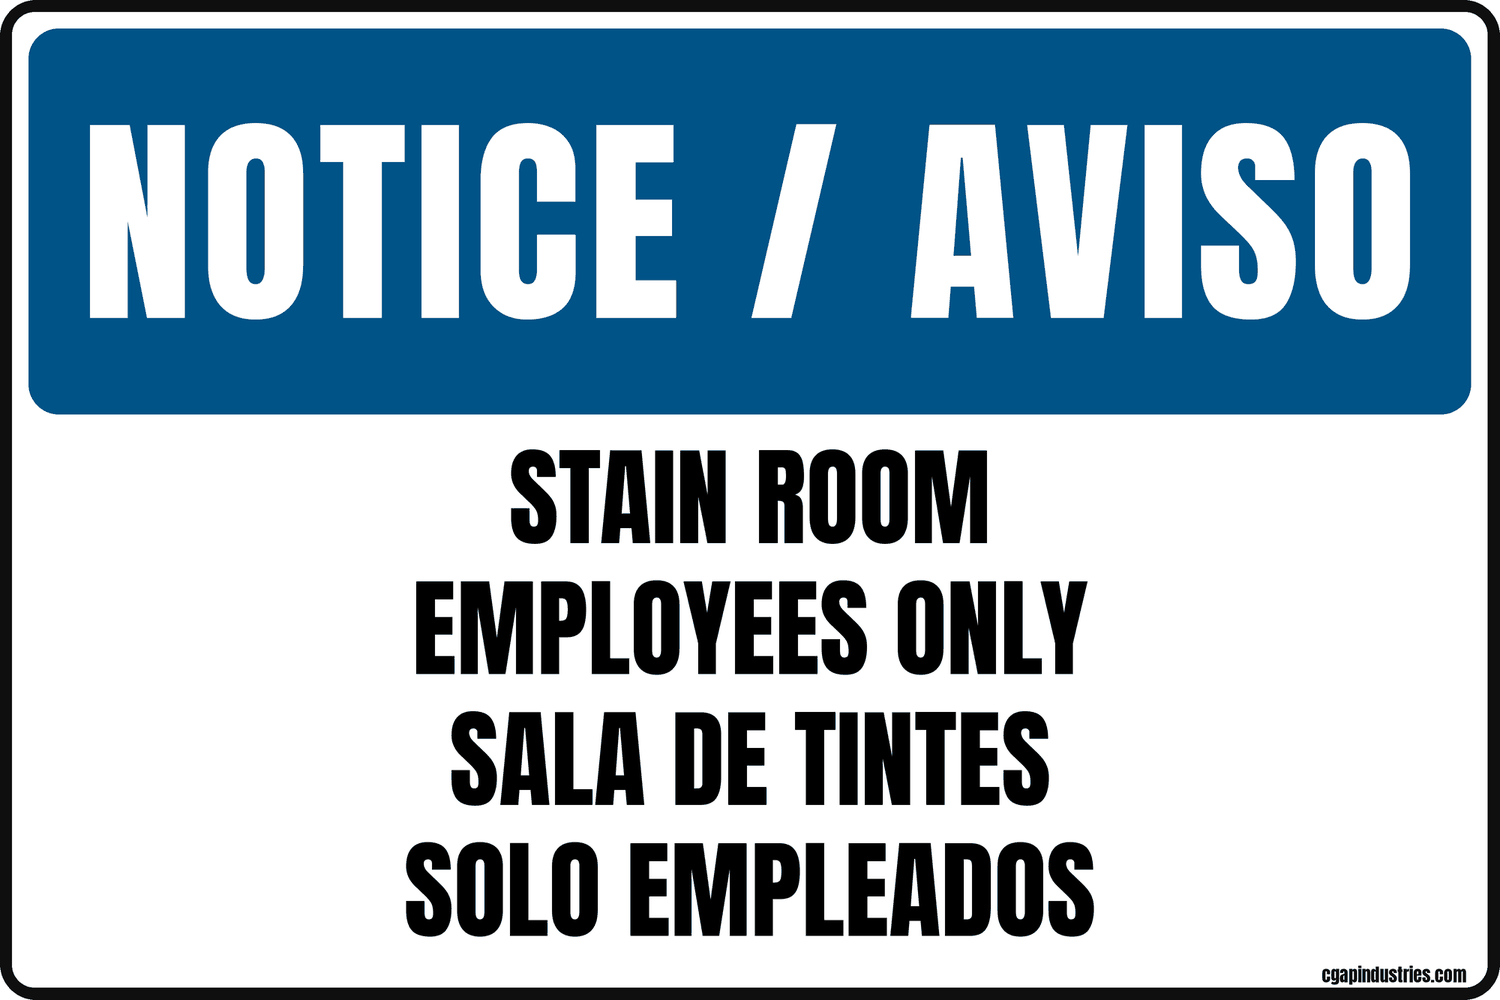 NOTICE / AVISO
STAIN ROOM
EMPLOYEES ONLY
SALA DE TINTES
SOLO EMPLEADOS
cgapindustries.com